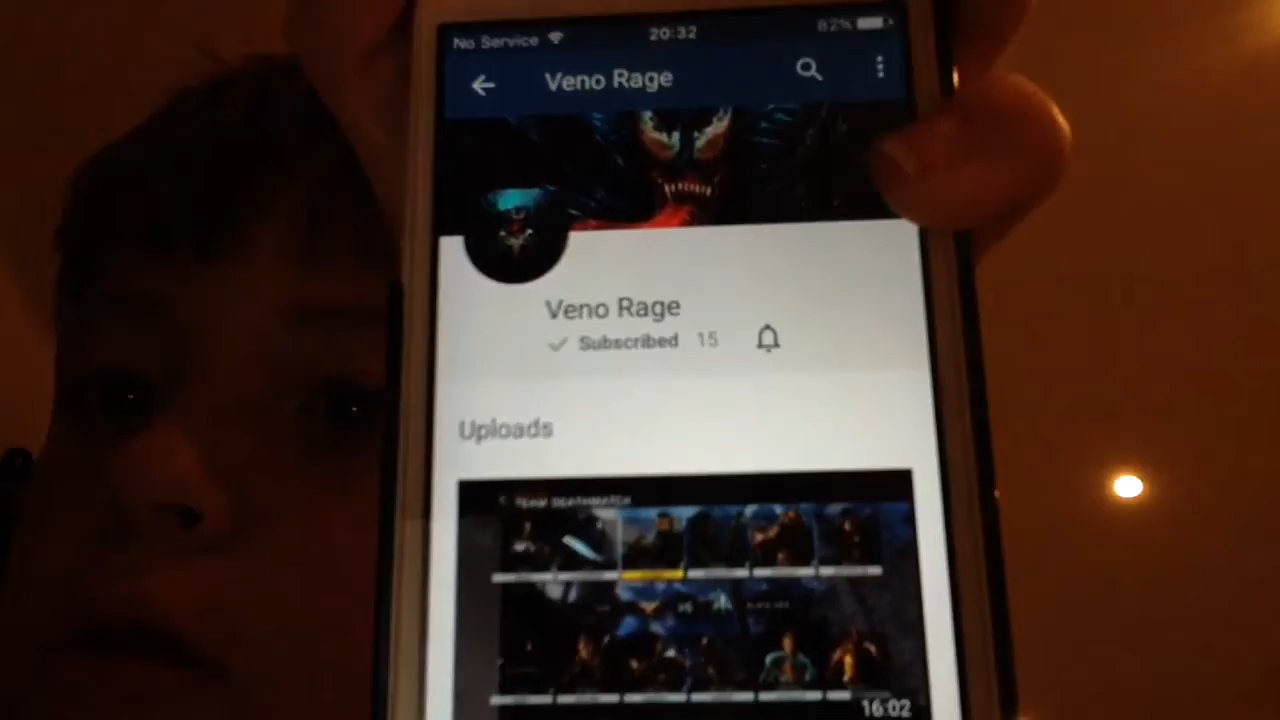 No Service 20:32 82%
Veno Rage
Veno Rage
Subscribed 15
Uploads
TEAM DEATHMATCH
16:02